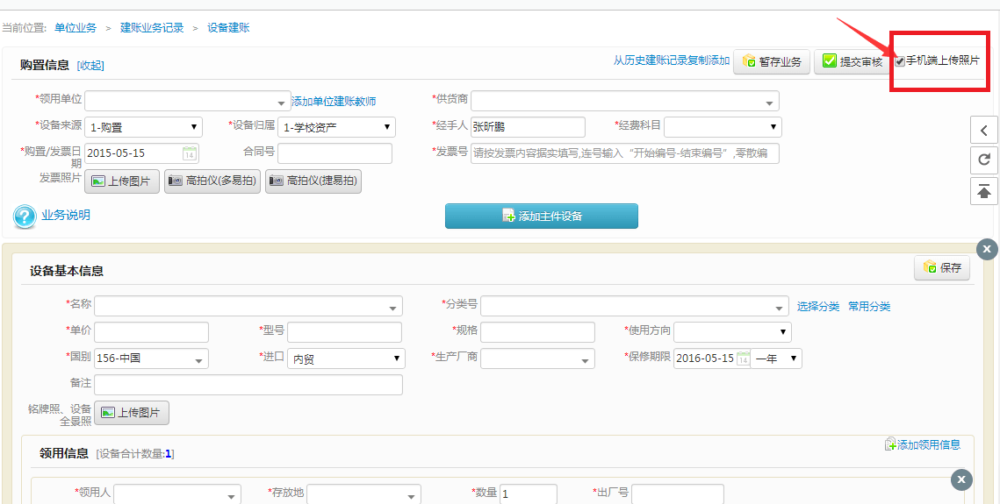 当前位置: 单位业务 > 建账业务记录 > 设备建账
购置信息 [收起] 从历史建账记录复制添加 暂存业务 提交审核 手机端上传照片
*领用单位 添加单位建账教师 *供货商
*设备来源 1-购置 *设备归属 1-学校资产 *经手人 张昕鹏 *经费科目
*购置/发票日期 2015-05-15 14 合同号 *发票号 请按发票内容据实填写,连号输入“开始编号-结束编号”,零散编
发票照片 上传图片 高拍仪(多易拍) 高拍仪(捷易拍)
业务说明 添加主件设备
设备基本信息 保存
*名称 *分类号 选择分类 常用分类
*单价 *型号 *规格 *使用方向
*国别 156-中国 *进口 内贸 *生产厂商 *保修期限 2016-05-15 14 一年
备注
铭牌照、设备全景照 上传图片
领用信息 [设备合计数量:1] 添加领用信息
*领用人 *存放地 *数量 1 *出厂号